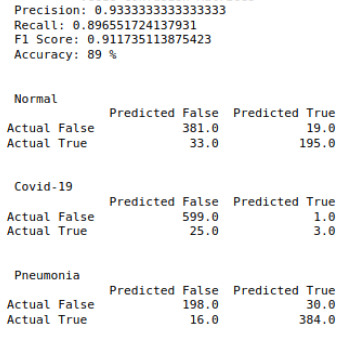 Precision: 0.9333333333333333
Recall: 0.896551724137931
F1 Score: 0.911735113875423
Accuracy: 89 %
Normal
Predicted False Predicted True
Actual False 381.0 19.0
Actual True 33.0 195.0
Covid-19
Predicted False Predicted True
Actual False 599.0 1.0
Actual True 25.0 3.0
Pneumonia
Predicted False Predicted True
Actual False 198.0 30.0
Actual True 16.0 384.0